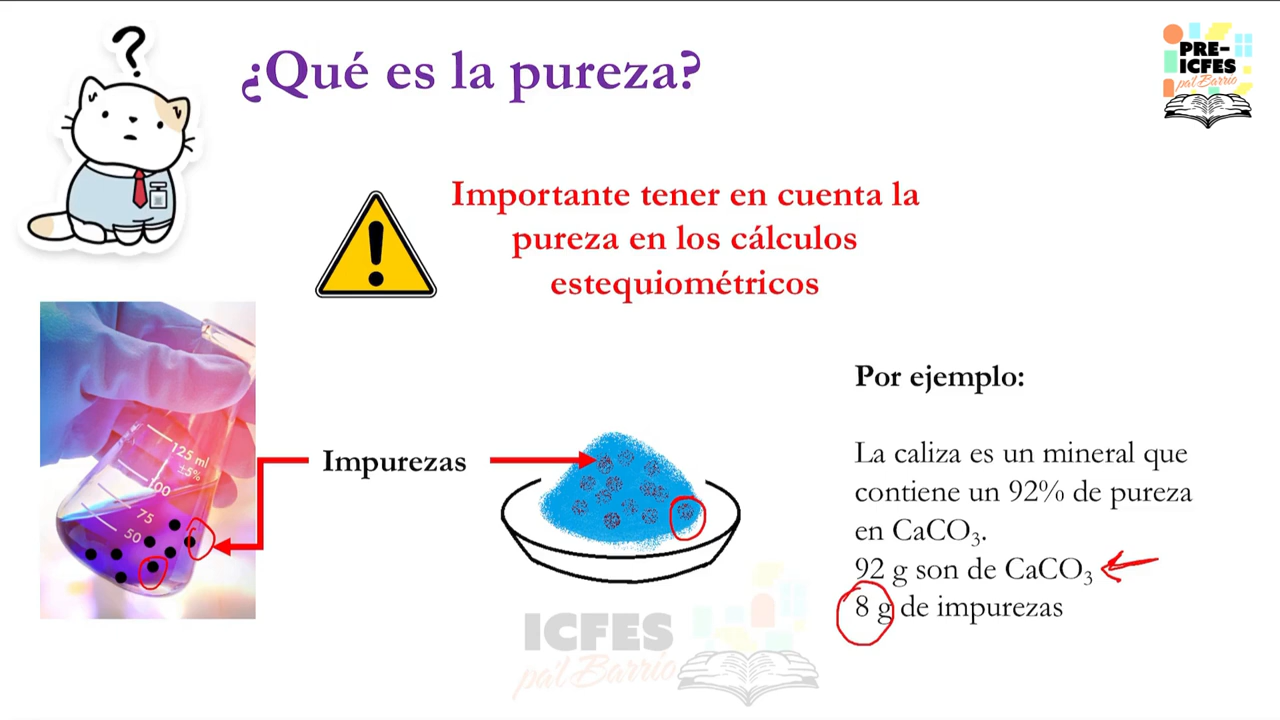 ¿Qué es la pureza?
PRE-
ICFES
pa'l Barrio
Importante tener en cuenta la
pureza en los cálculos
estequiométricos
Por ejemplo:
La caliza es un mineral que
contiene un 92% de pureza
en CaCO₃.
92 g son de CaCO₃
8 g de impurezas
Impurezas
125 ml
±5%
100
75
50
ICFES
pa'l Barrio